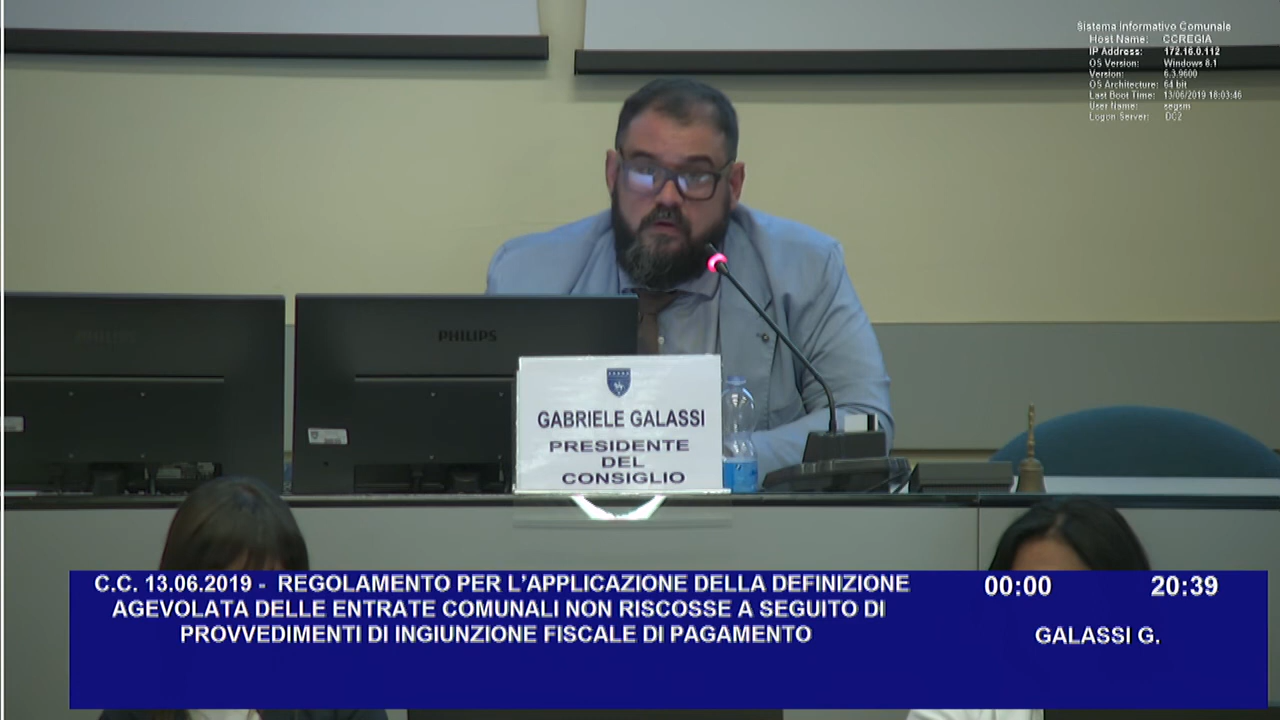 Sistema Informativo Comunale
Host Name: CCREGIA
IP Address: 172.16.0.112
OS Version: Windows 8.1
Version: 6.3.9600
OS Architecture: 64 bit
Last Boot Time: 13/06/2019 18:03:46
User Name: segsm
Logon Server: DC2
PHILIPS
PHILIPS
GABRIELE GALASSI
PRESIDENTE
DEL
CONSIGLIO
C.C. 13.06.2019 - REGOLAMENTO PER L'APPLICAZIONE DELLA DEFINIZIONE
AGEVOLATA DELLE ENTRATE COMUNALI NON RISCOSSE A SEGUITO DI
PROVVEDIMENTI DI INGIUNZIONE FISCALE DI PAGAMENTO
00:00 20:39
GALASSI G.